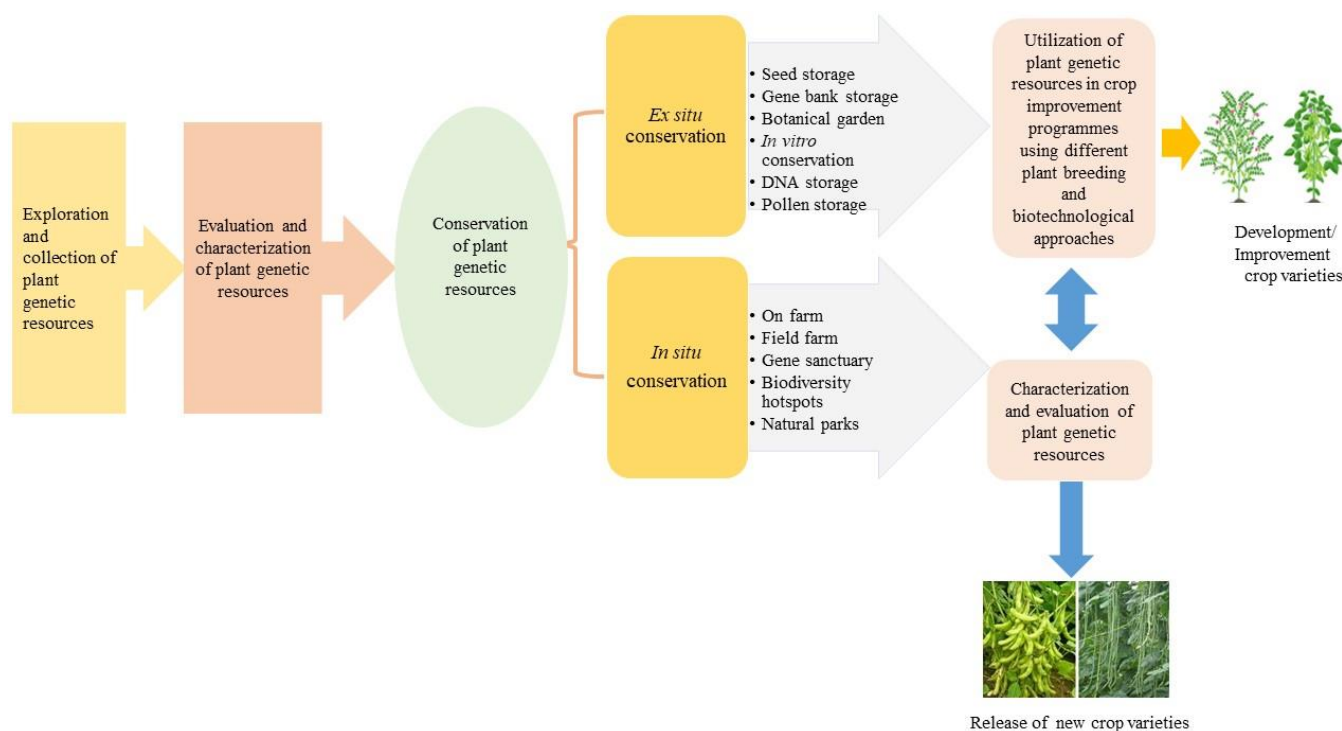 Exploration
and
collection of
plant
genetic
resources
Evaluation and
characterization
of plant genetic
resources
Conservation
of plant
genetic
resources
Ex situ
conservation
• Seed storage
• Gene bank storage
• Botanical garden
• In vitro
conservation
• DNA storage
• Pollen storage
In situ
conservation
• On farm
• Field farm
• Gene sanctuary
• Biodiversity
hotspots
• Natural parks
Utilization of
plant genetic
resources in crop
improvement
programmes
using different
plant breeding
and
biotechnological
approaches
Development/
Improvement
crop varieties
Characterization
and evaluation of
plant genetic
resources
Release of new crop varieties